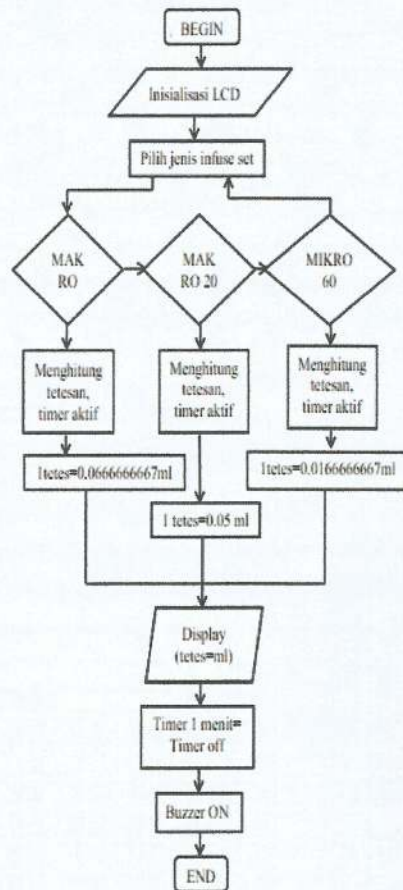 BEGIN
Inisialisasi LCD
Pilih jenis infuse set
MAK
RO
MAK
RO 20
MIKRO
60
Menghitung
tetesan,
timer aktif
Menghitung
tetesan,
timer aktif
Menghitung
tetesan,
timer aktif
1tetes=0.0666666667ml
1 tetes=0.05 ml
1tetes=0.0166666667ml
Display
(tetes=ml)
Timer 1 menit=
Timer off
Buzzer ON
END